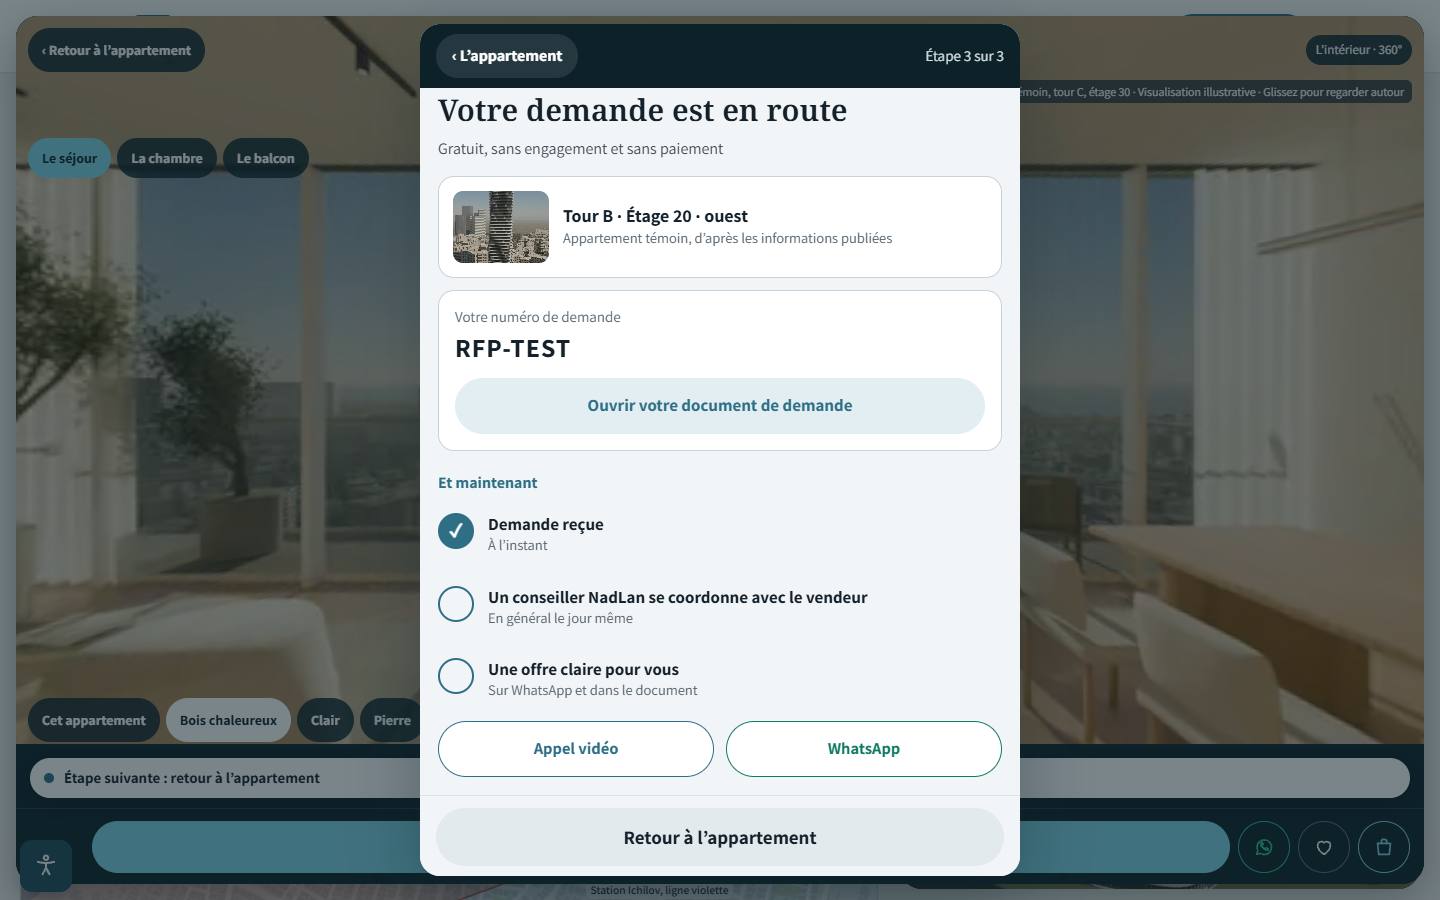 ‹ Retour à l’appartement
L’intérieur · 360°
moin, tour C, étage 30 · Visualisation illustrative · Glissez pour regarder autour
Le séjour
La chambre
Le balcon
‹ L’appartement
Étape 3 sur 3
Votre demande est en route
Gratuit, sans engagement et sans paiement
Tour B · Étage 20 · ouest
Appartement témoin, d’après les informations publiées
Votre numéro de demande
RFP-TEST
Ouvrir votre document de demande
Et maintenant
Demande reçue
À l’instant
Un conseiller NadLan se coordonne avec le vendeur
En général le jour même
Une offre claire pour vous
Sur WhatsApp et dans le document
Appel vidéo
WhatsApp
Retour à l’appartement
Cet appartement
Bois chaleureux
Clair
Pierre
Étape suivante : retour à l’appartement
Station Ichilov, ligne violette